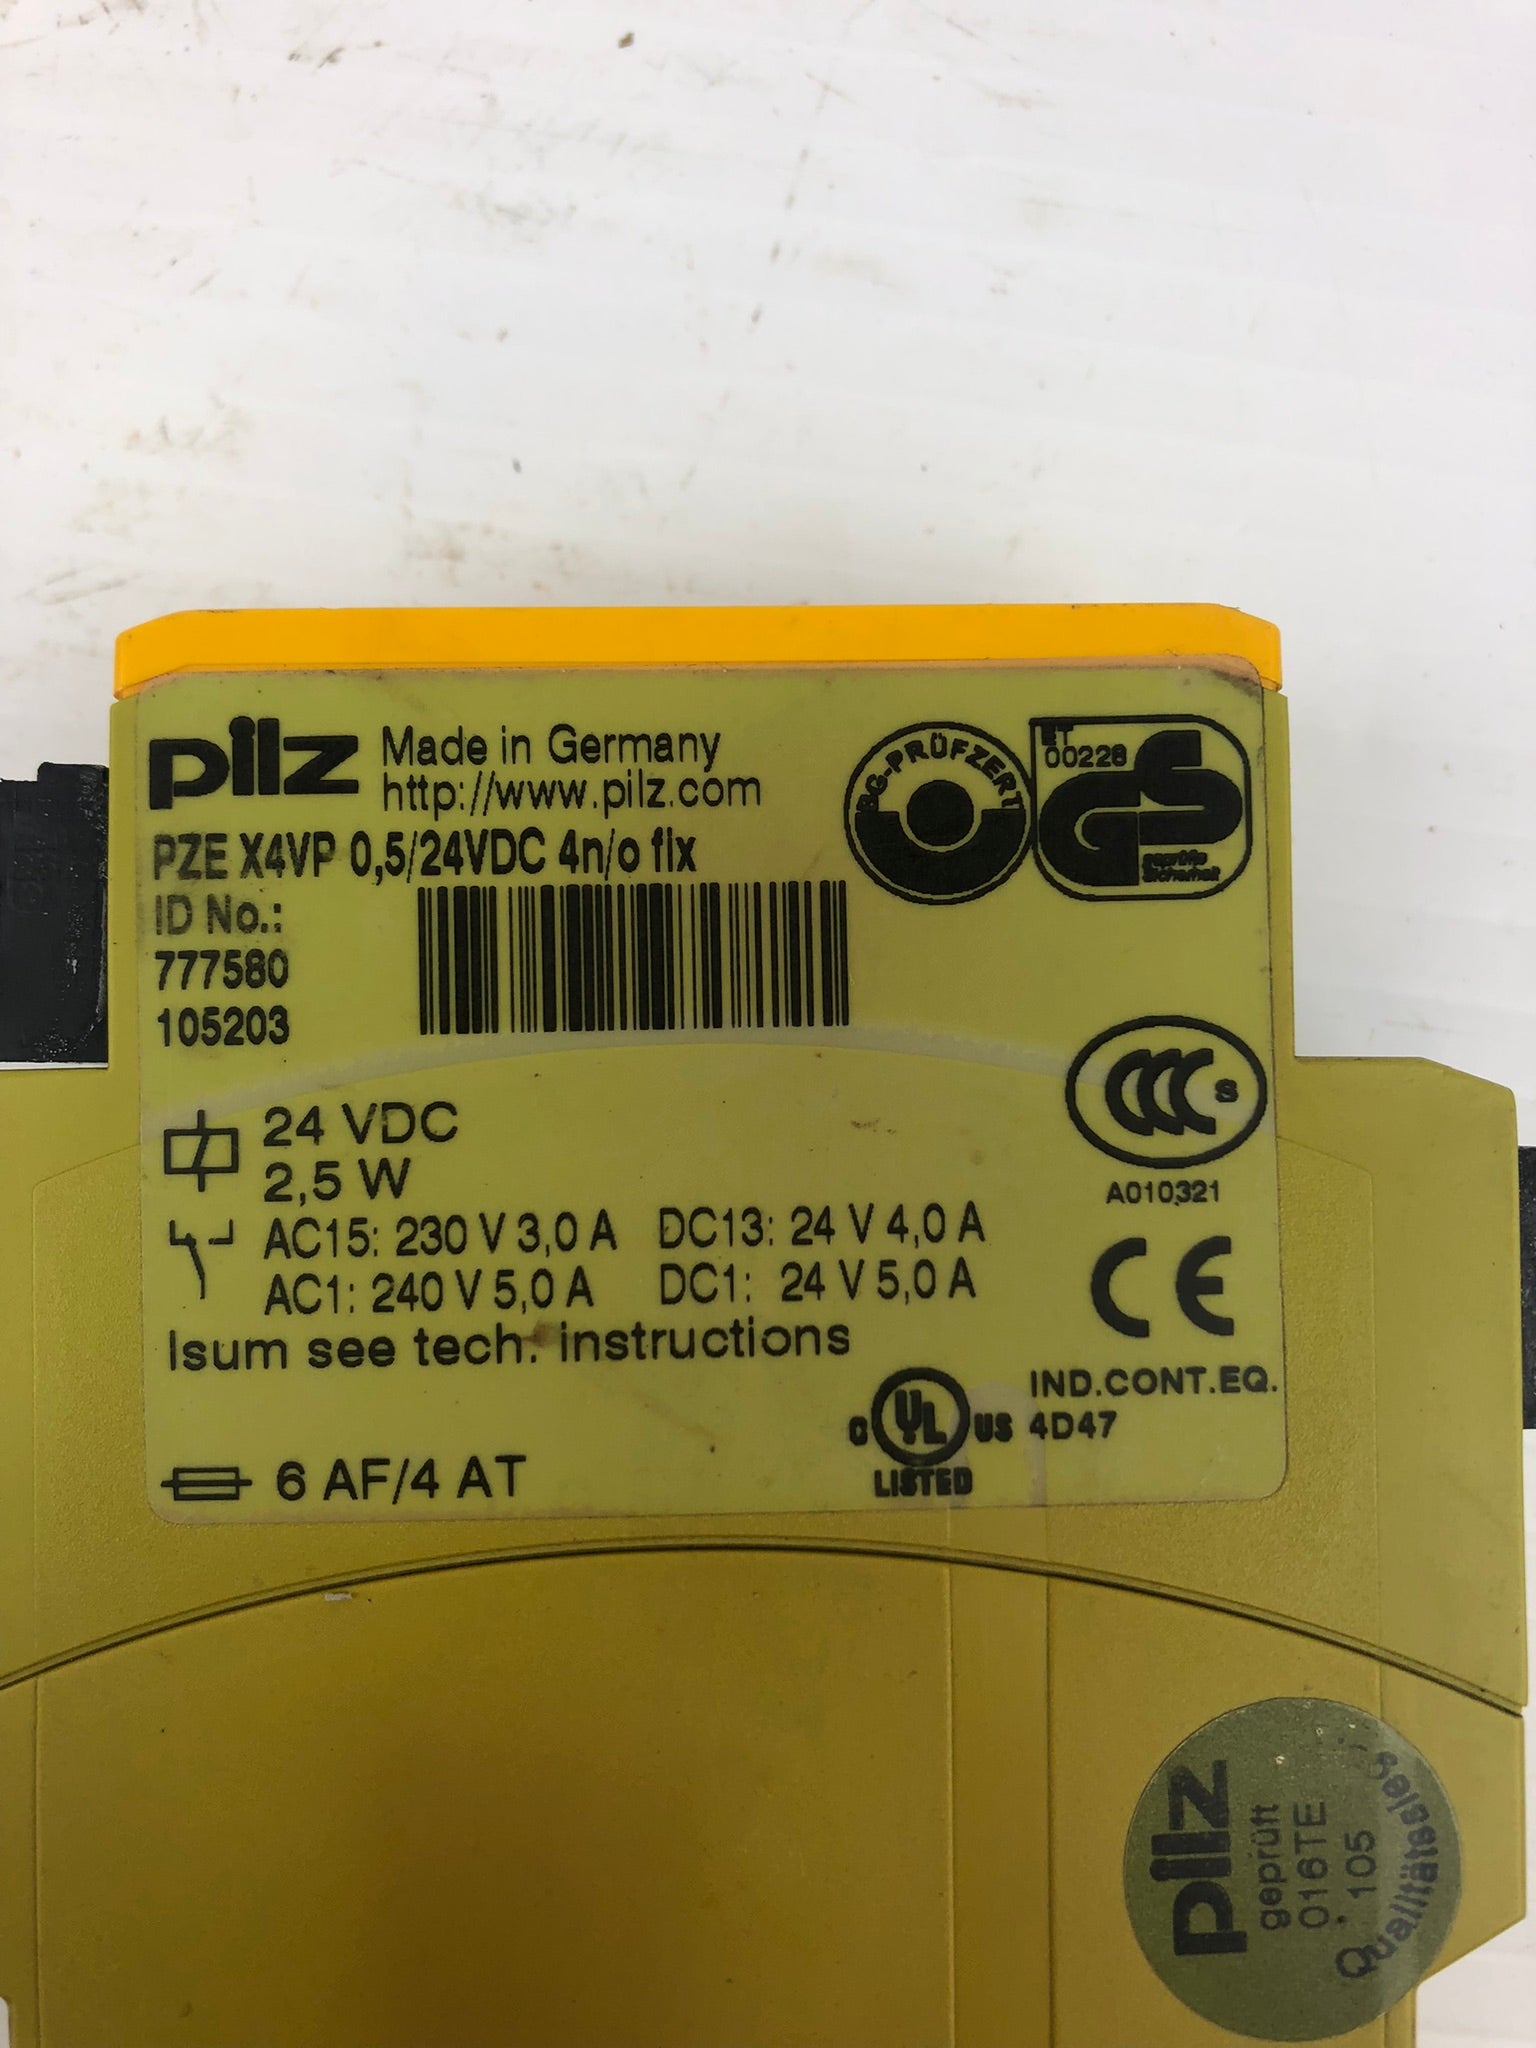 pilz Made in Germany
http://www.pilz.com
PZE X4VP 0,5/24VDC 4n/o fix
ID No.:
777580
105203
BG-PRÜFZERT
ET
00228
GS
geprüfte
Sicherheit
24 VDC
2,5 W
CCC S
A010321
AC15: 230 V 3,0 A DC13: 24 V 4,0 A
AC1: 240 V 5,0 A DC1: 24 V 5,0 A
CE
Isum see tech. instructions
C UL US
LISTED
IND.CONT.EQ.
4D47
6 AF/4 AT
pilz
geprüft
016TE
105